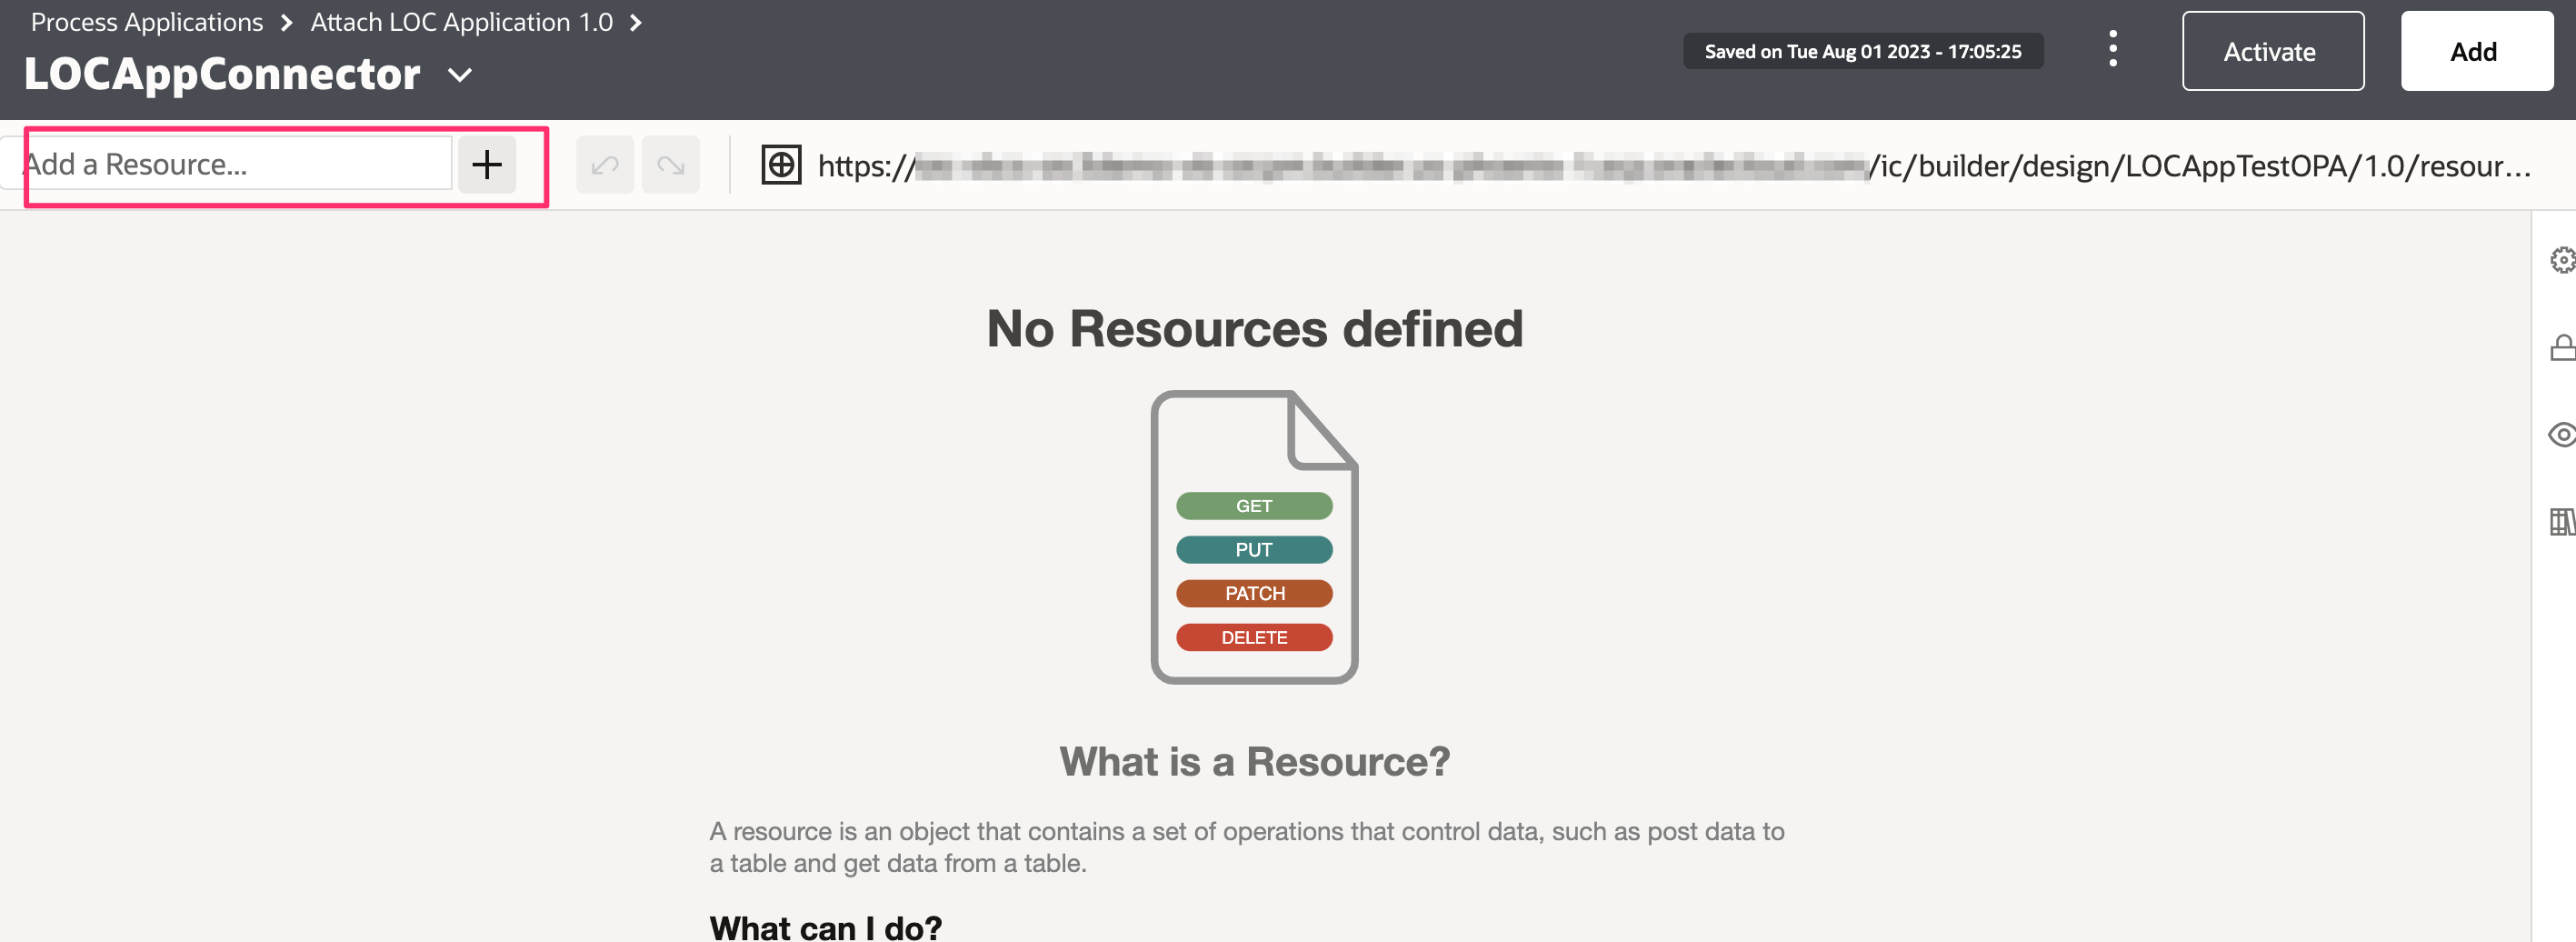 Process Applications > Attach LOC Application 1.0 >
LOCAppConnector
Saved on Tue Aug 01 2023 - 17:05:25
Activate
Add
Add a Resource...
https:// /ic/builder/design/LOCAppTestOPA/1.0/resour...
No Resources defined
GET
PUT
PATCH
DELETE
What is a Resource?
A resource is an object that contains a set of operations that control data, such as post data to
a table and get data from a table.
What can I do?